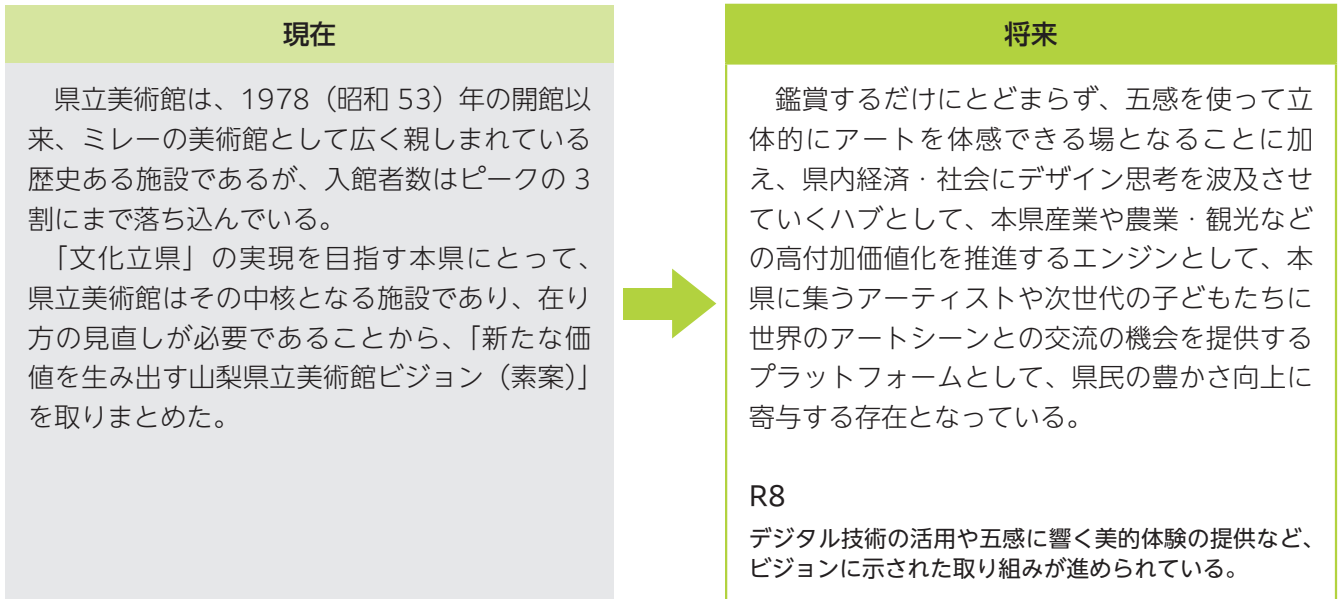 現在
　県立美術館は、1978（昭和 53）年の開館以
来、ミレーの美術館として広く親しまれている
歴史ある施設であるが、入館者数はピークの 3
割にまで落ち込んでいる。
　「文化立県」の実現を目指す本県にとって、
県立美術館はその中核となる施設であり、在り
方の見直しが必要であることから、「新たな価
値を生み出す山梨県立美術館ビジョン（素案）」
を取りまとめた。
将来
　鑑賞するだけにとどまらず、五感を使って立
体的にアートを体感できる場となることに加
え、県内経済・社会にデザイン思考を波及させ
ていくハブとして、本県産業や農業・観光など
の高付加価値化を推進するエンジンとして、本
県に集うアーティストや次世代の子どもたちに
世界のアートシーンとの交流の機会を提供する
プラットフォームとして、県民の豊かさ向上に
寄与する存在となっている。
R8
デジタル技術の活用や五感に響く美的体験の提供など、
ビジョンに示された取り組みが進められている。